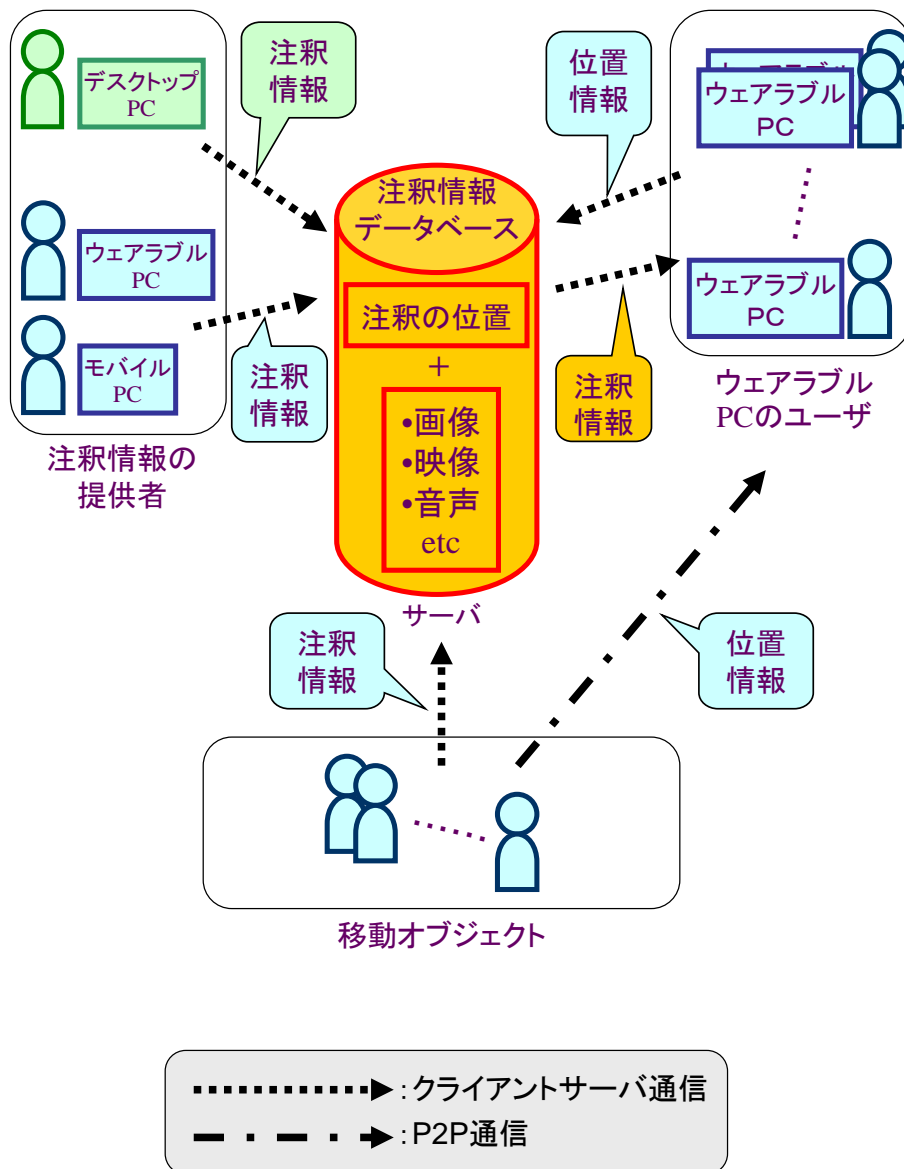 デスクトップ
PC
ウェアラブル
PC
モバイル
PC
注釈情報の
提供者
注釈
情報
注釈
情報
注釈情報
データベース
注釈の位置
+
•画像
•映像
•音声
etc
サーバ
位置
情報
注釈
情報
ウェアラブル
ウェアラブル
PC
ウェアラブル
PC
ウェアラブル
PCのユーザ
注釈
情報
位置
情報
移動オブジェクト
:クライアントサーバ通信
:P2P通信